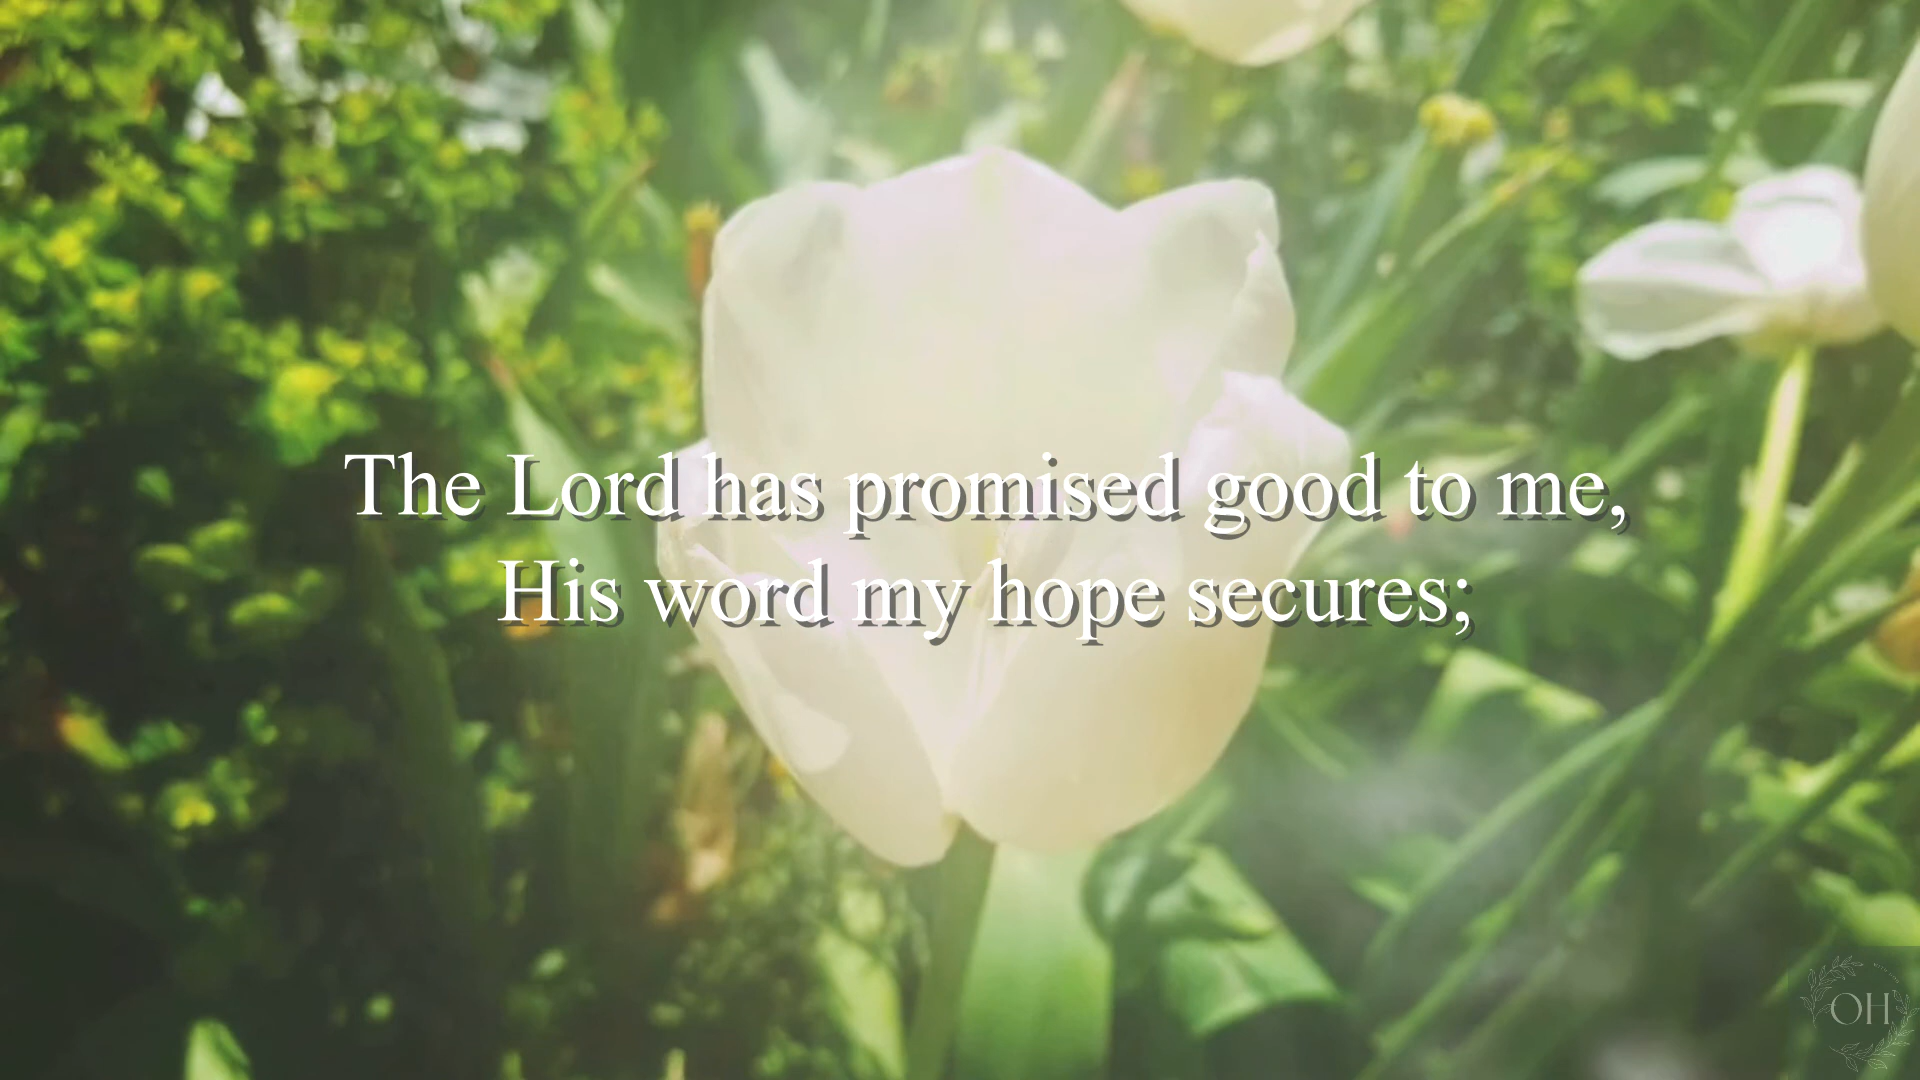 The Lord has promised good to me,
His word my hope secures;
OH